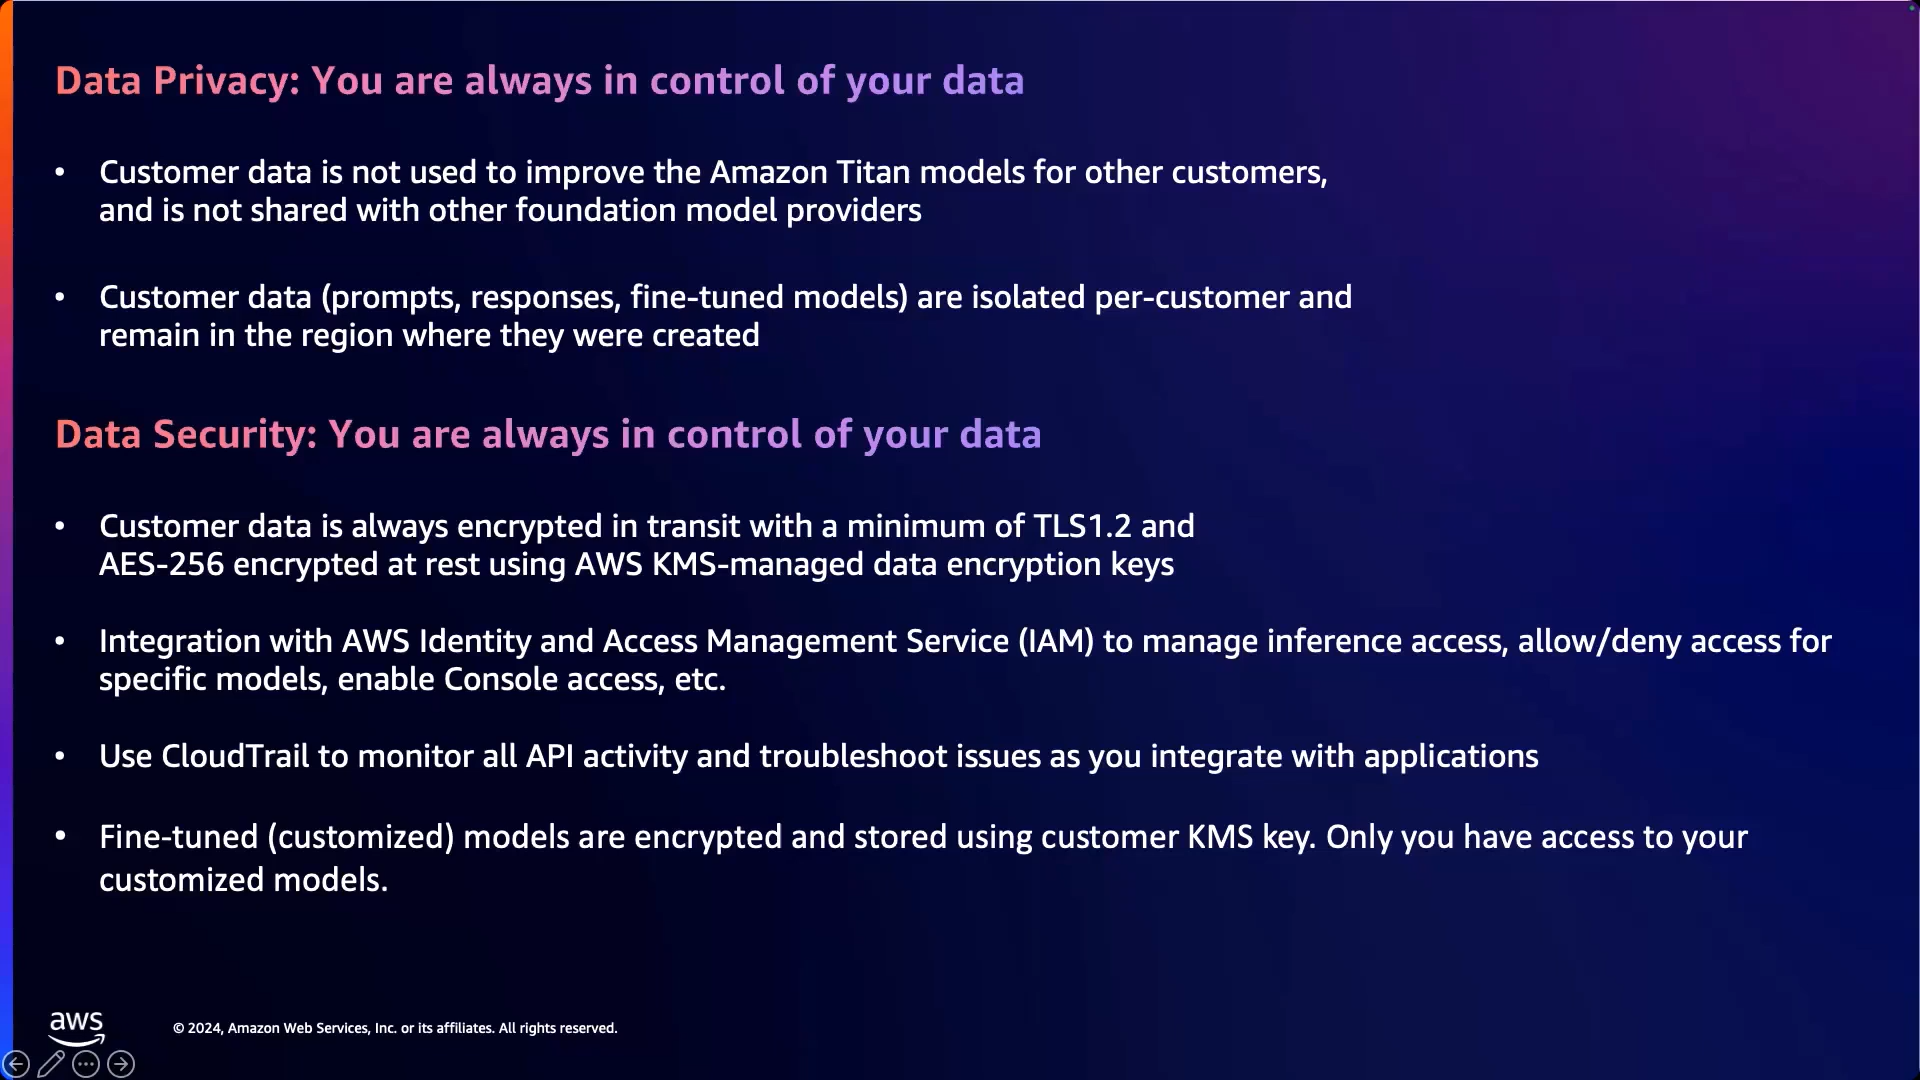 Data Privacy: You are always in control of your data
• Customer data is not used to improve the Amazon Titan models for other customers,
and is not shared with other foundation model providers
• Customer data (prompts, responses, fine-tuned models) are isolated per-customer and
remain in the region where they were created
Data Security: You are always in control of your data
• Customer data is always encrypted in transit with a minimum of TLS1.2 and
AES-256 encrypted at rest using AWS KMS-managed data encryption keys
• Integration with AWS Identity and Access Management Service (IAM) to manage inference access, allow/deny access for
specific models, enable Console access, etc.
• Use CloudTrail to monitor all API activity and troubleshoot issues as you integrate with applications
• Fine-tuned (customized) models are encrypted and stored using customer KMS key. Only you have access to your
customized models.
aws
© 2024, Amazon Web Services, Inc. or its affiliates. All rights reserved.